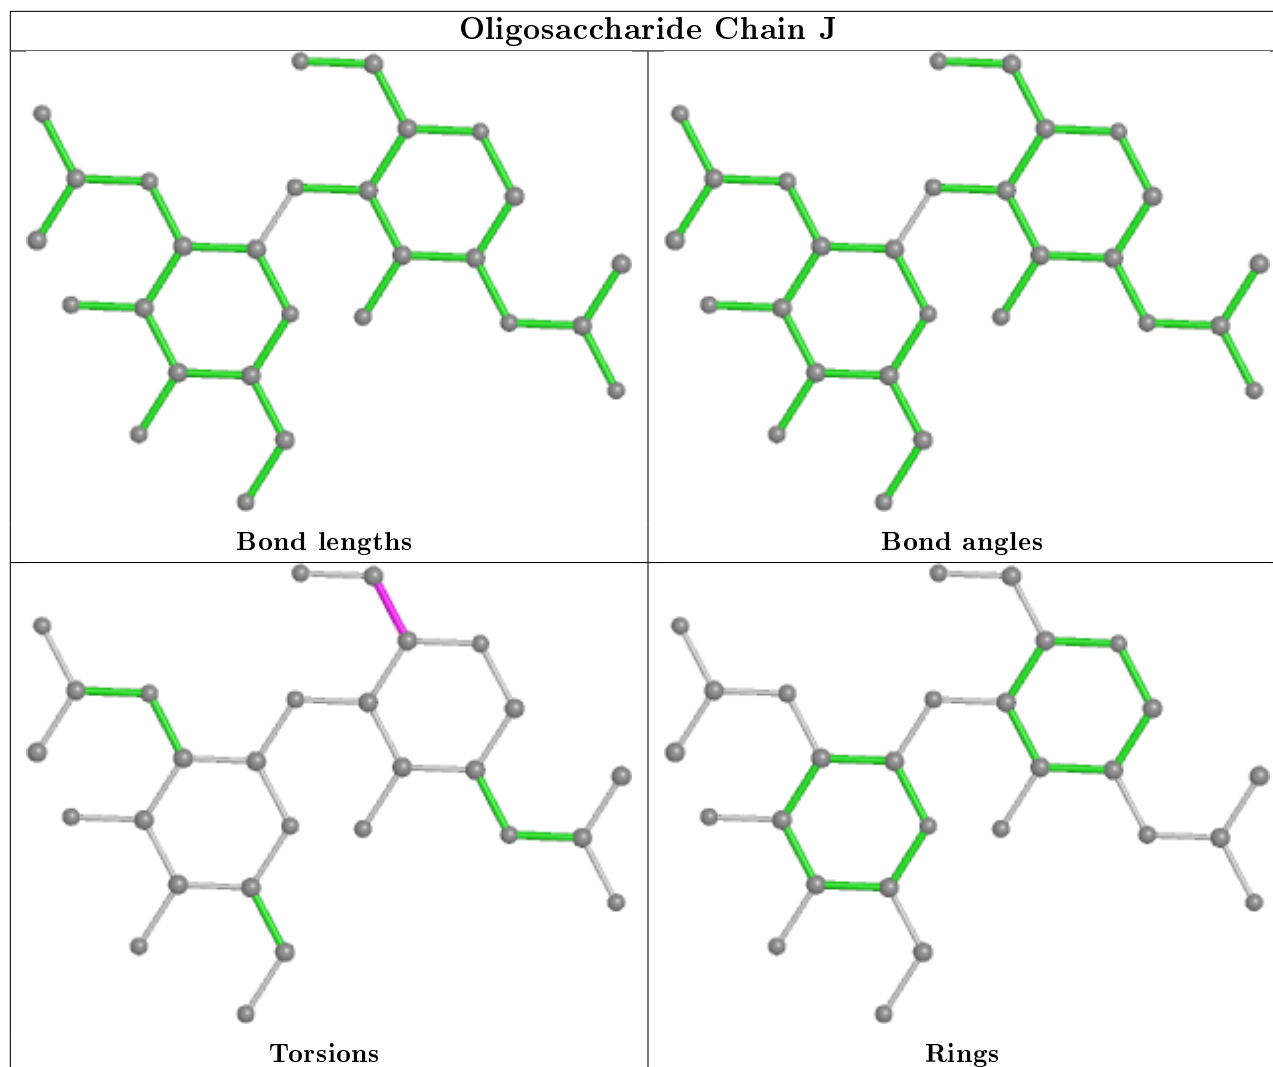 Oligosaccharide Chain J
Bond lengths
Bond angles
Torsions
Rings